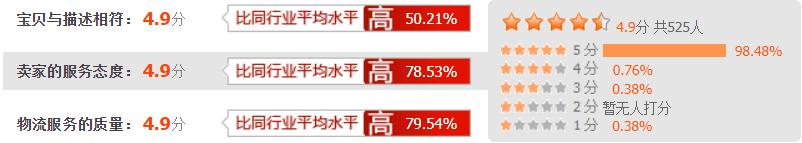 宝贝与描述相符：4.9分 比同行业平均水平 高 50.21%
卖家的服务态度：4.9分 比同行业平均水平 高 78.53%
物流服务的质量：4.9分 比同行业平均水平 高 79.54%
4.9分 共525人
5分 98.48%
4分 0.76%
3分 0.38%
2分 暂无人打分
1分 0.38%